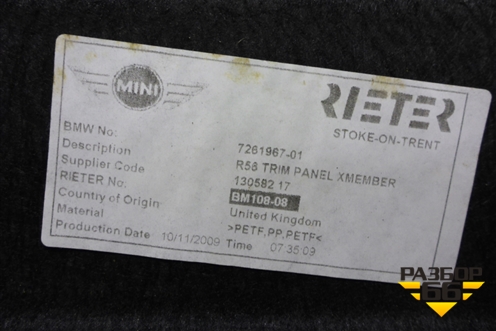 MINI
RIETER
STOKE-ON-TRENT
BMW No: 7261967-01
Description R56 TRIM PANEL XMEMBER
Supplier Code 130582 17
RIETER No. BM108-08
Country of Origin United Kingdom
Material >PETF,PP,PETF<
Production Date 10/11/2009 Time 07:35:09
РАЗБОР
66